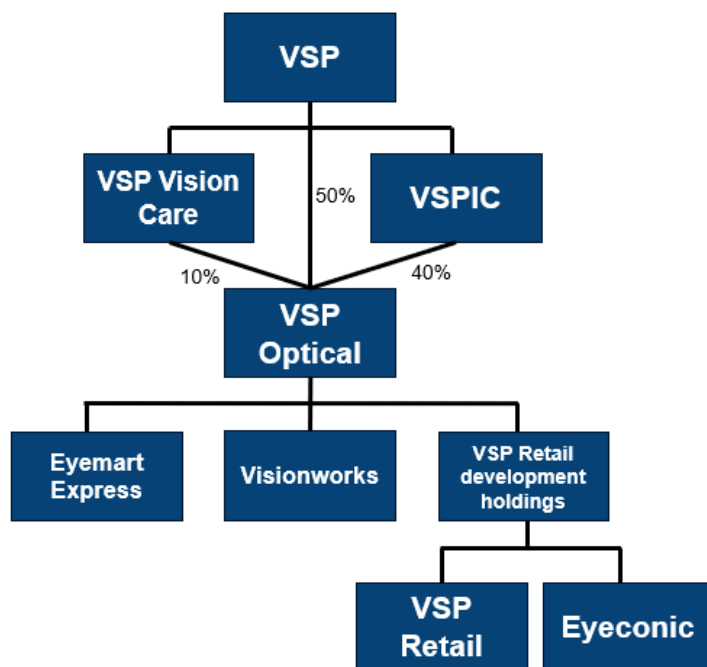 VSP
VSP Vision
Care
50%
VSPIC
10%
40%
VSP
Optical
Eyemart
Express
Visionworks
VSP Retail
development
holdings
VSP
Retail
Eyeconic